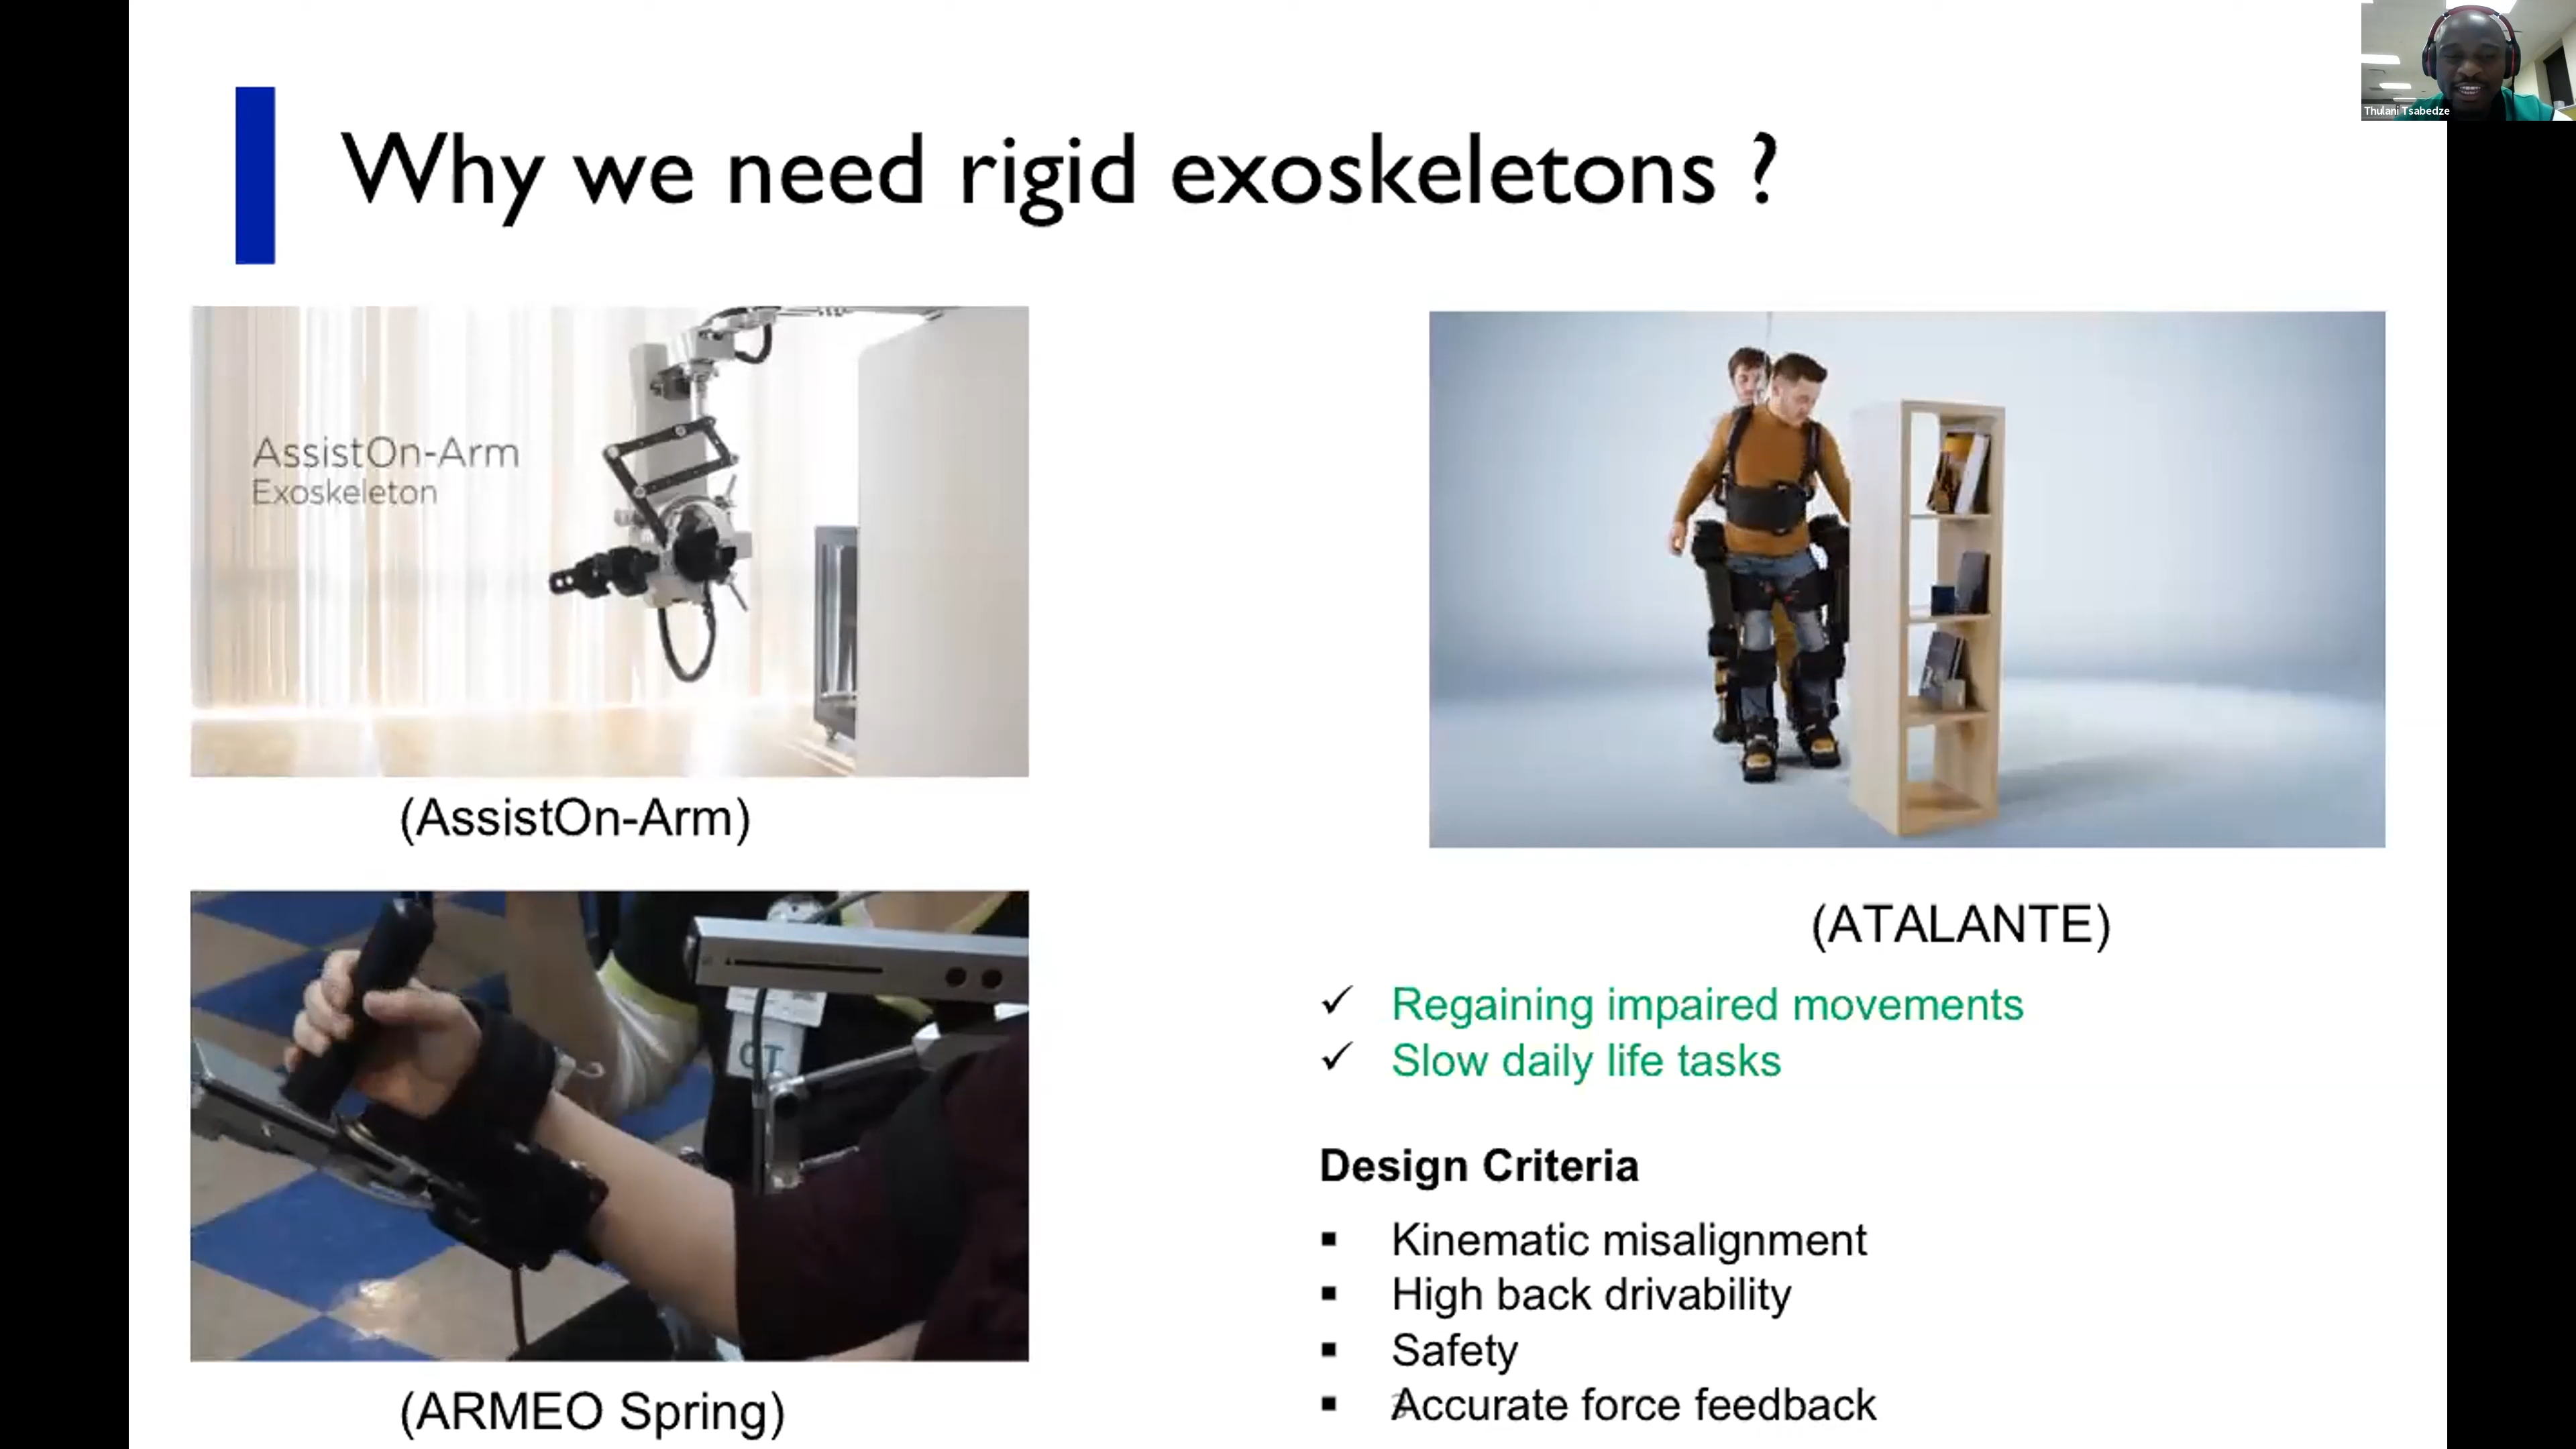 Thulani Tsabedze
Why we need rigid exoskeletons ?
AssistOn-Arm
Exoskeleton
(AssistOn-Arm)
(ARMEO Spring)
(ATALANTE)
✓ Regaining impaired movements
✓ Slow daily life tasks
Design Criteria
▪ Kinematic misalignment
▪ High back drivability
▪ Safety
▪ Accurate force feedback